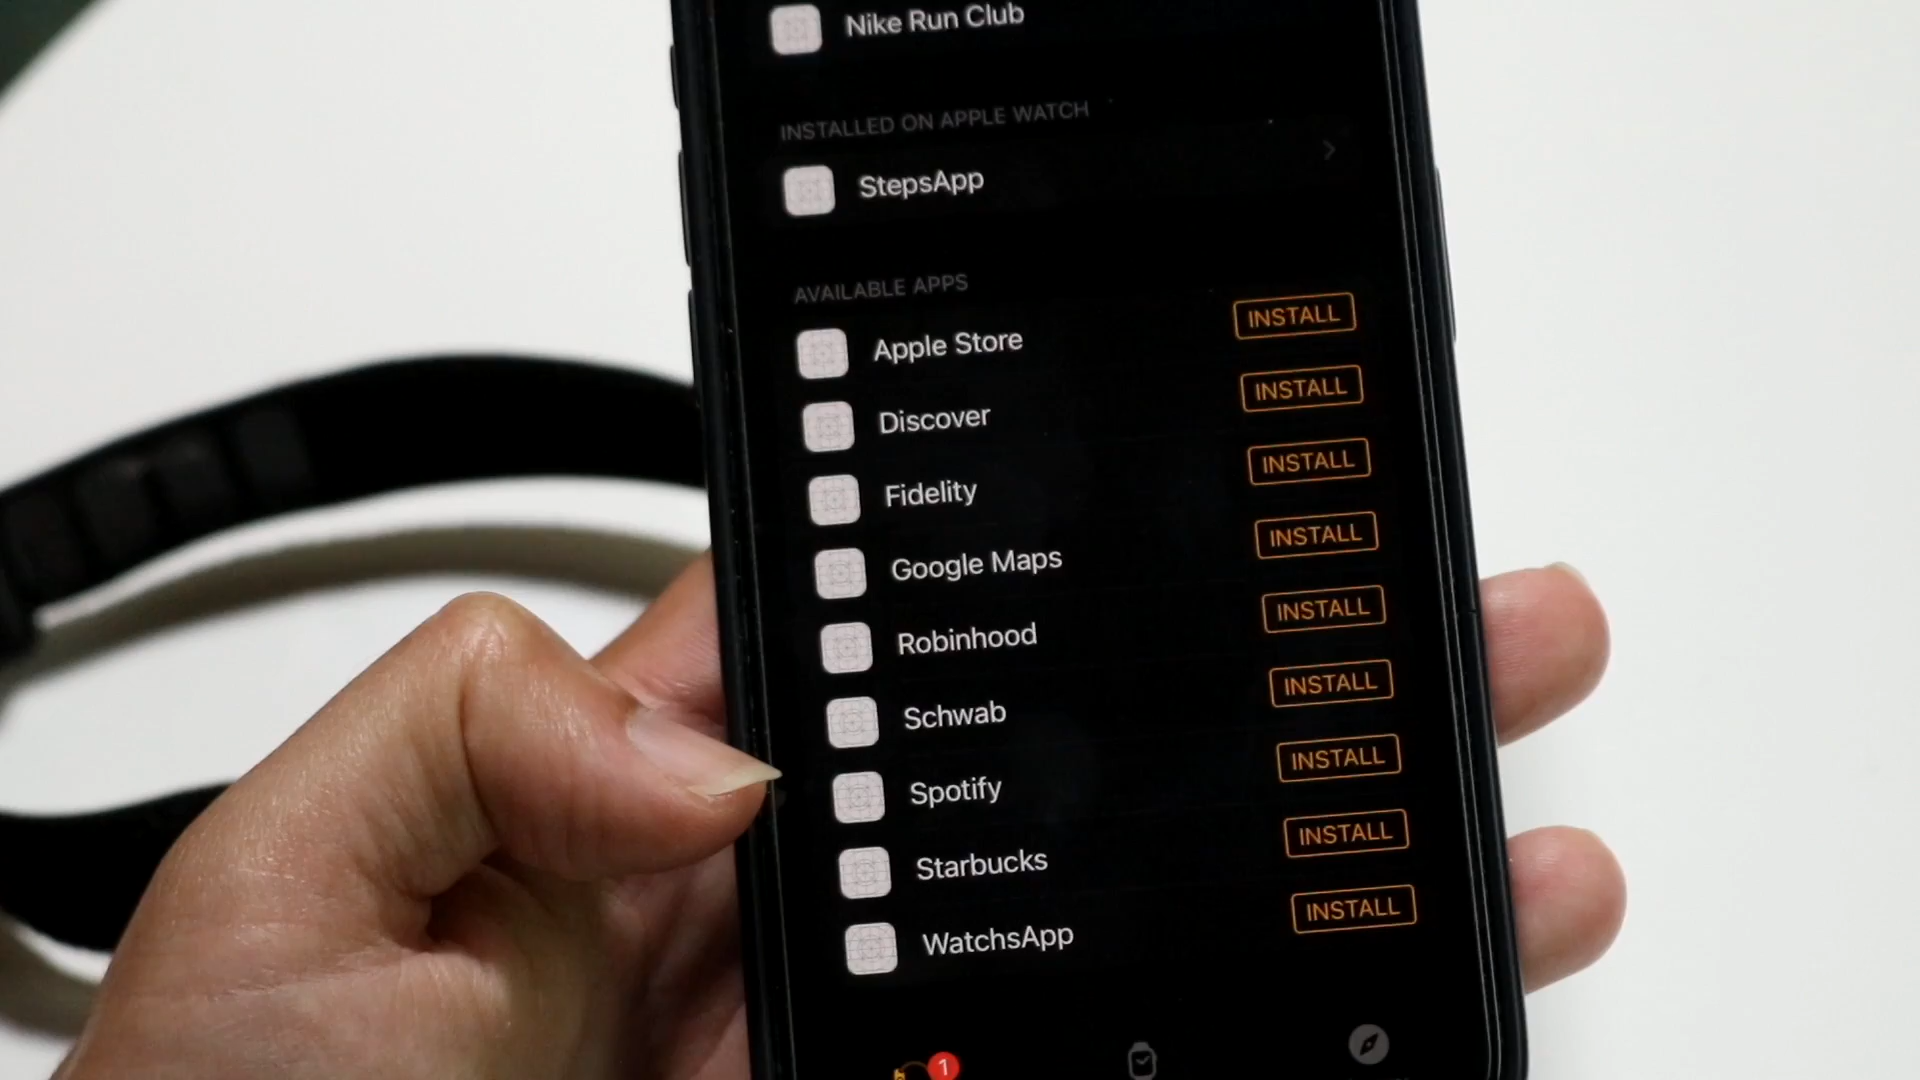 Nike Run Club
INSTALLED ON APPLE WATCH
StepsApp
AVAILABLE APPS
Apple Store INSTALL
Discover INSTALL
Fidelity INSTALL
Google Maps INSTALL
Robinhood INSTALL
Schwab INSTALL
Spotify INSTALL
Starbucks INSTALL
WatchsApp INSTALL
1